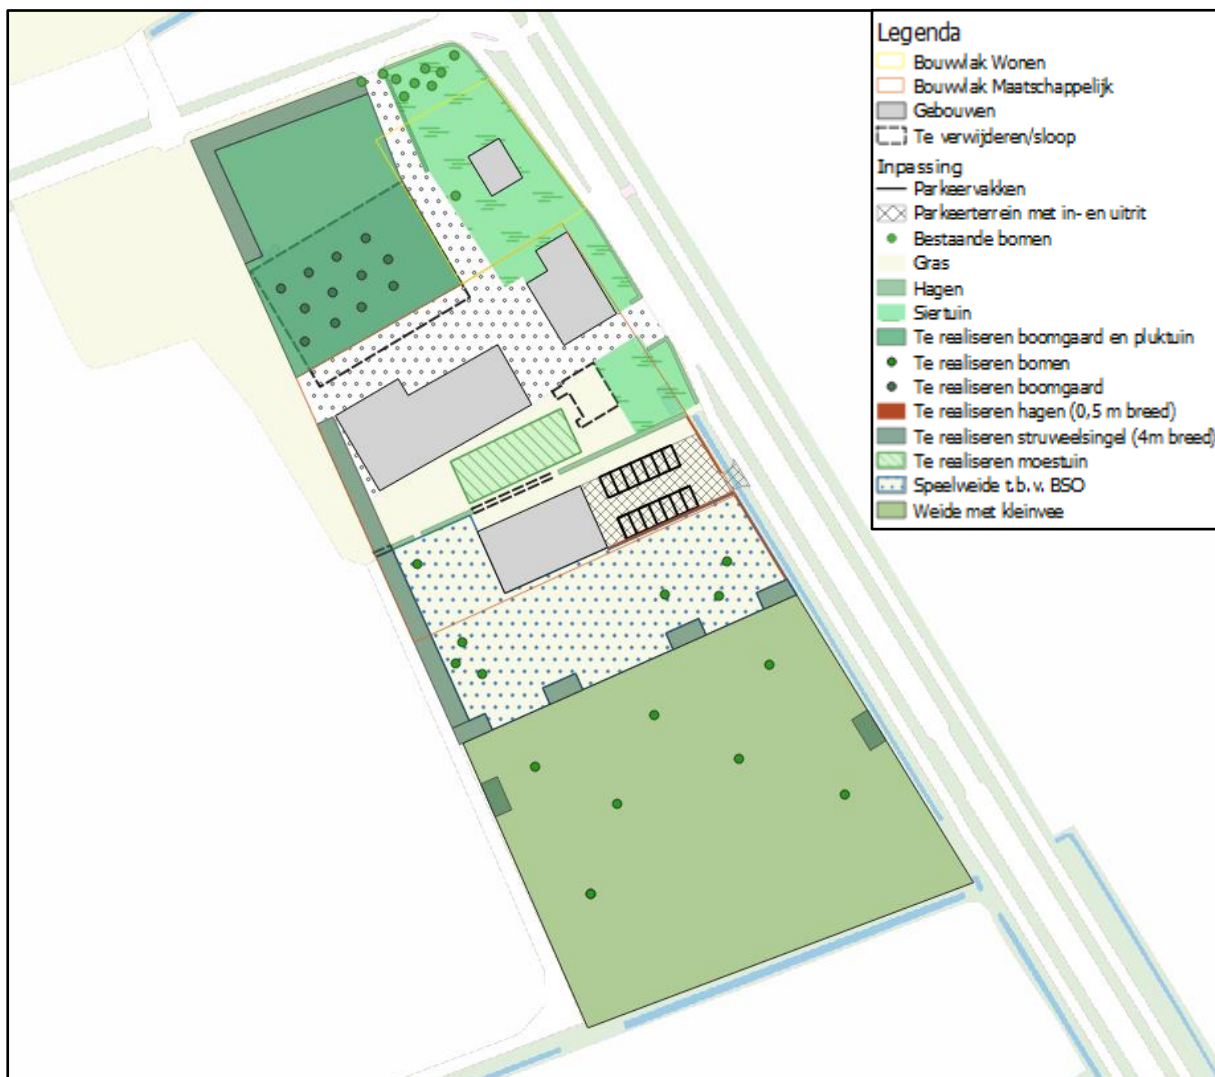 Legenda
Bouwvlak Wonen
Bouwvlak Maatschappelijk
Gebouwen
Te verwijderen/sloop
Inpassing
Parkeervakken
Parkeerterrein met in- en uitrit
Bestaande bomen
Gras
Hagen
Siertuin
Te realiseren boomgaard en pluktuin
Te realiseren bomen
Te realiseren boomgaard
Te realiseren hagen (0,5 m breed)
Te realiseren struweelsingel (4m breed)
Te realiseren moestuin
Speelweide t.b.v. BSO
Weide met kleinvee